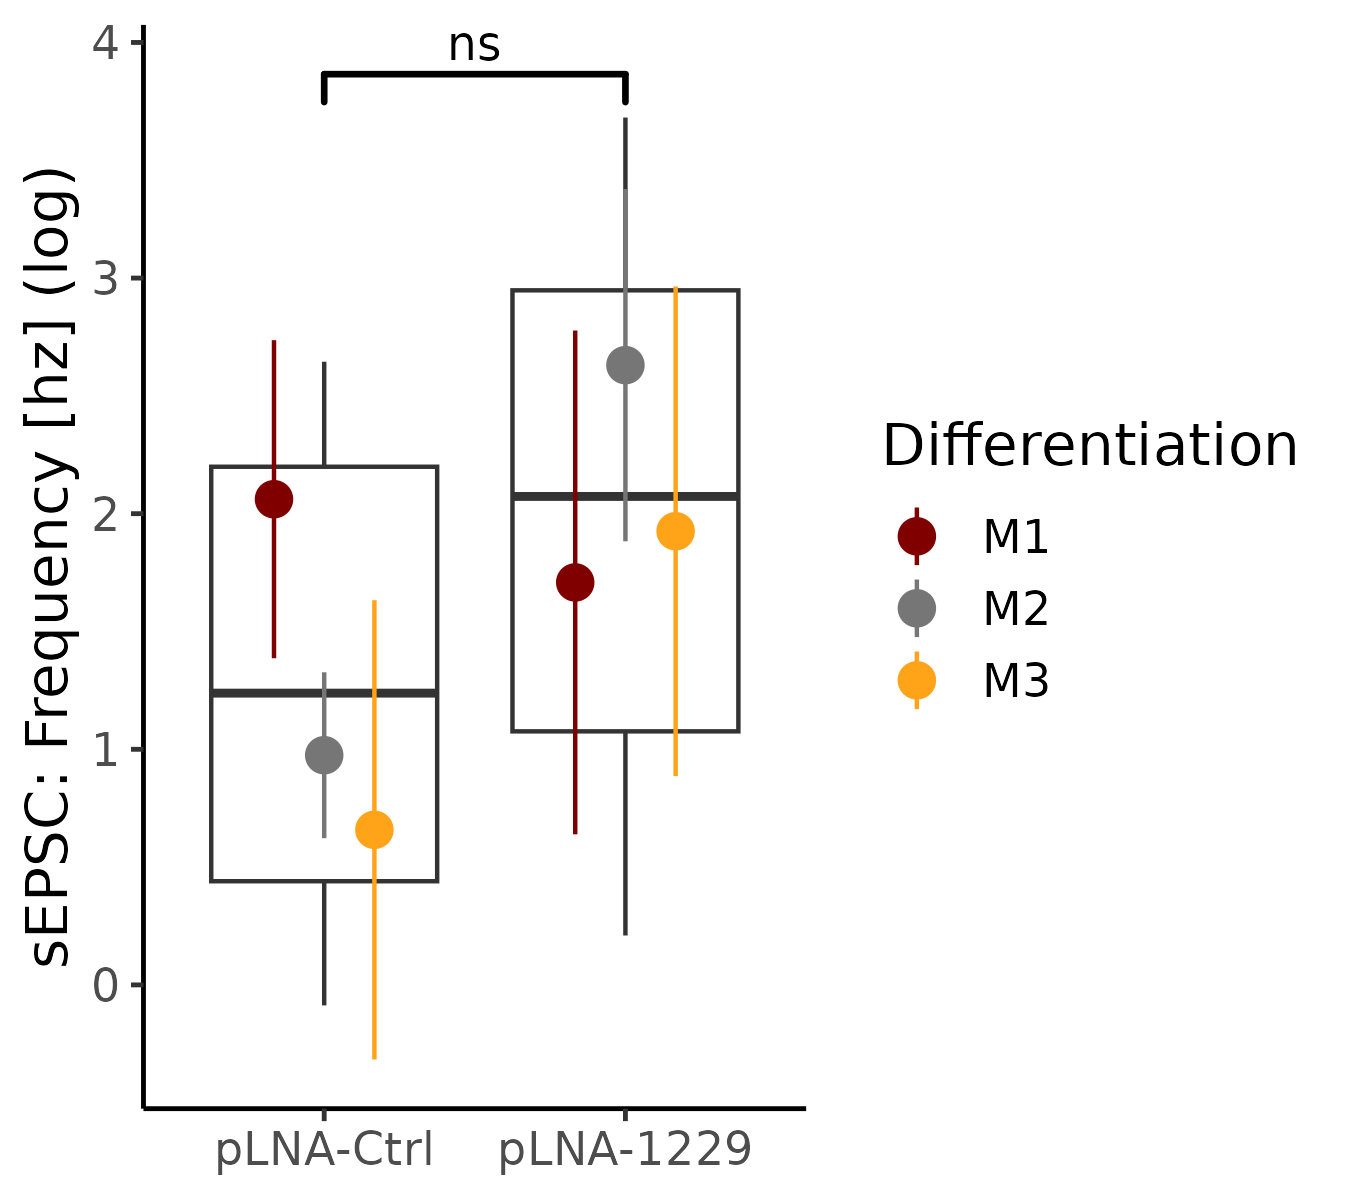 ns
4
3
2
1
0
sEPSC: Frequency [hz] (log)
pLNA-Ctrl
pLNA-1229
Differentiation
M1
M2
M3